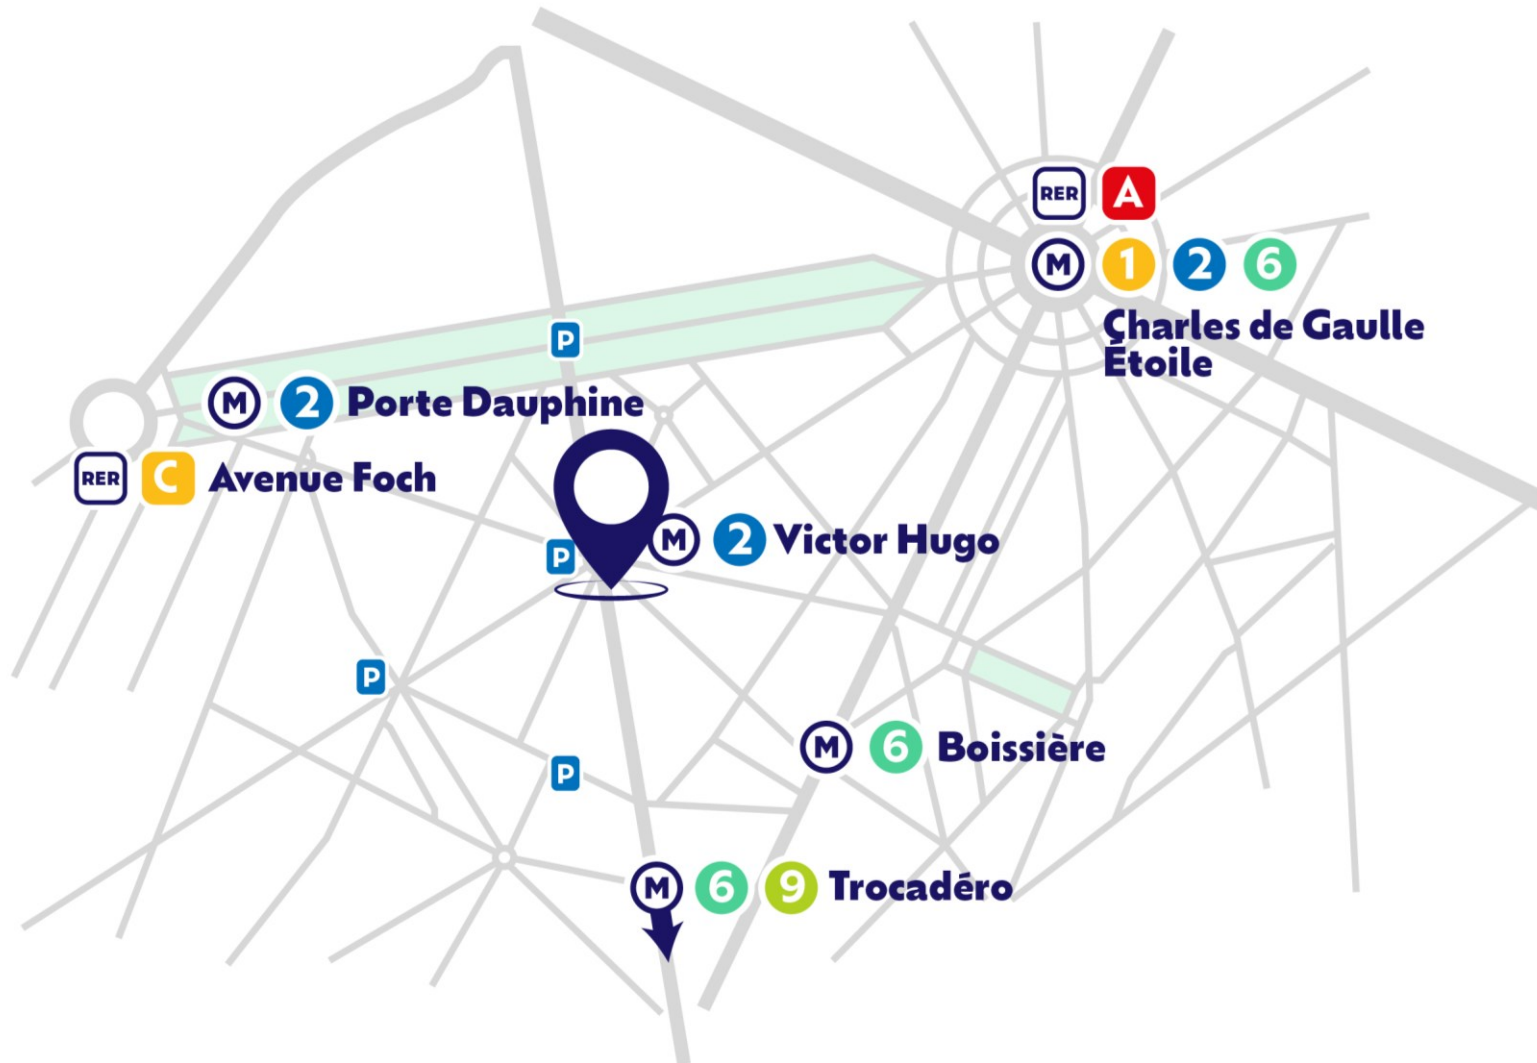 RER A
M 1 2 6
Charles de Gaulle
Étoile
P
M 2 Porte Dauphine
RER C Avenue Foch
M 2 Victor Hugo
P
P
M 6 Boissière
P
M 6 9 Trocadéro